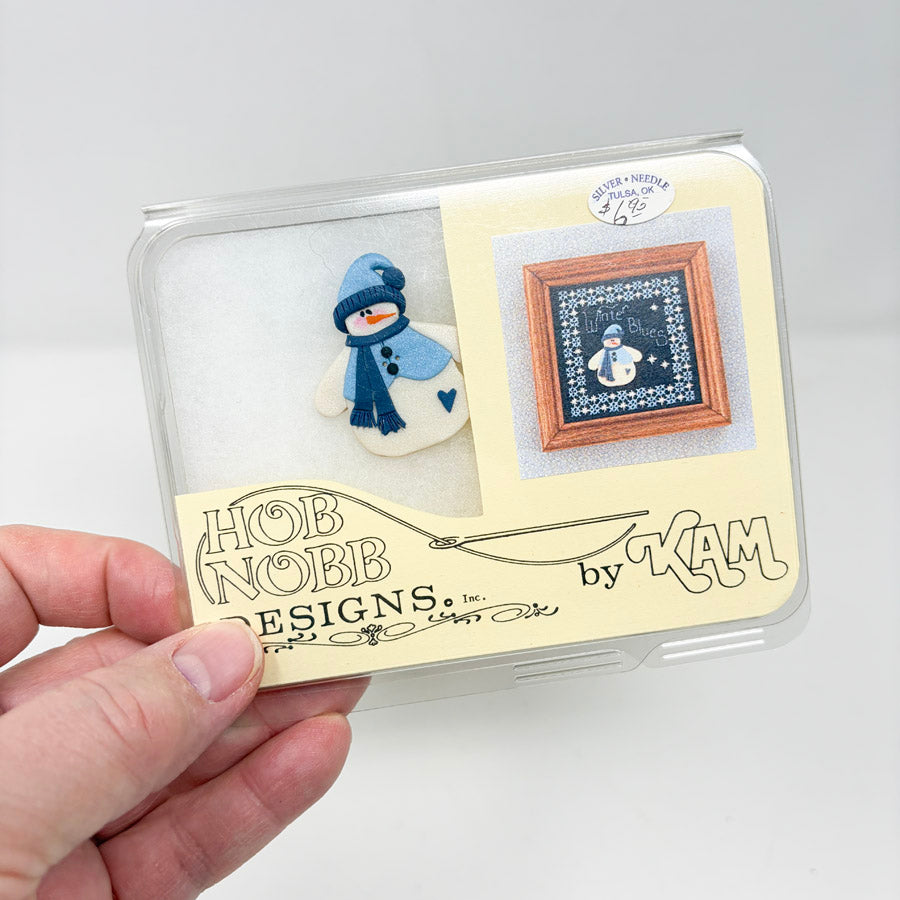 SILVER • NEEDLE
TULSA, OK
$6.95
Winter
Blues
HOB
NOBB
DESIGNS. Inc.
by KAM